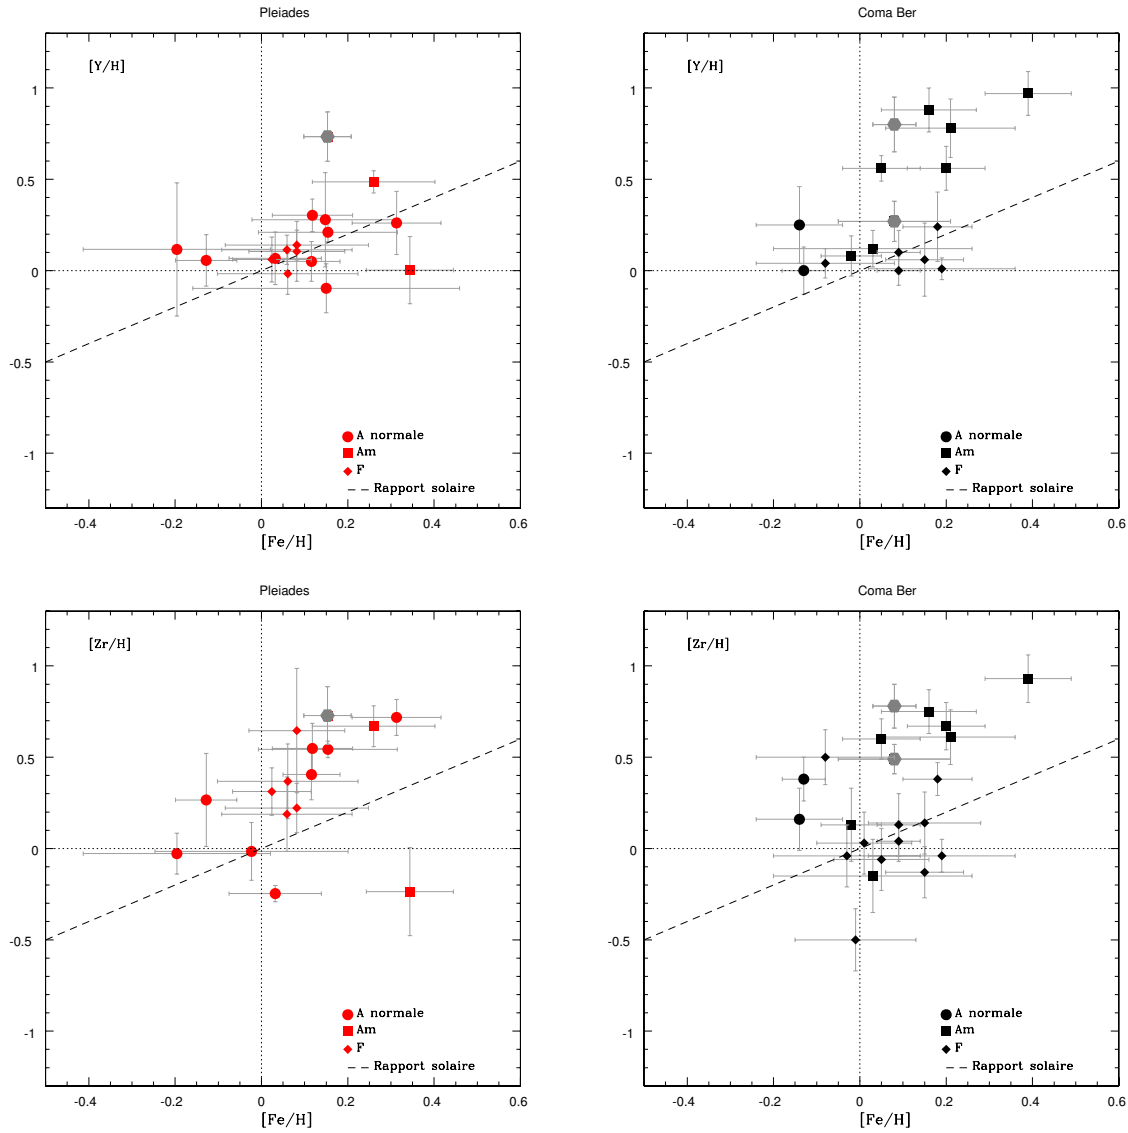 Pleiades
[Y/H]
1
0.5
0
-0.5
-1
A normale
Am
F
Rapport solaire
-0.4 -0.2 0 0.2 0.4 0.6
[Fe/H]
Coma Ber
[Y/H]
1
0.5
0
-0.5
-1
A normale
Am
F
Rapport solaire
-0.4 -0.2 0 0.2 0.4 0.6
[Fe/H]
Pleiades
[Zr/H]
1
0.5
0
-0.5
-1
A normale
Am
F
Rapport solaire
-0.4 -0.2 0 0.2 0.4 0.6
[Fe/H]
Coma Ber
[Zr/H]
1
0.5
0
-0.5
-1
A normale
Am
F
Rapport solaire
-0.4 -0.2 0 0.2 0.4 0.6
[Fe/H]